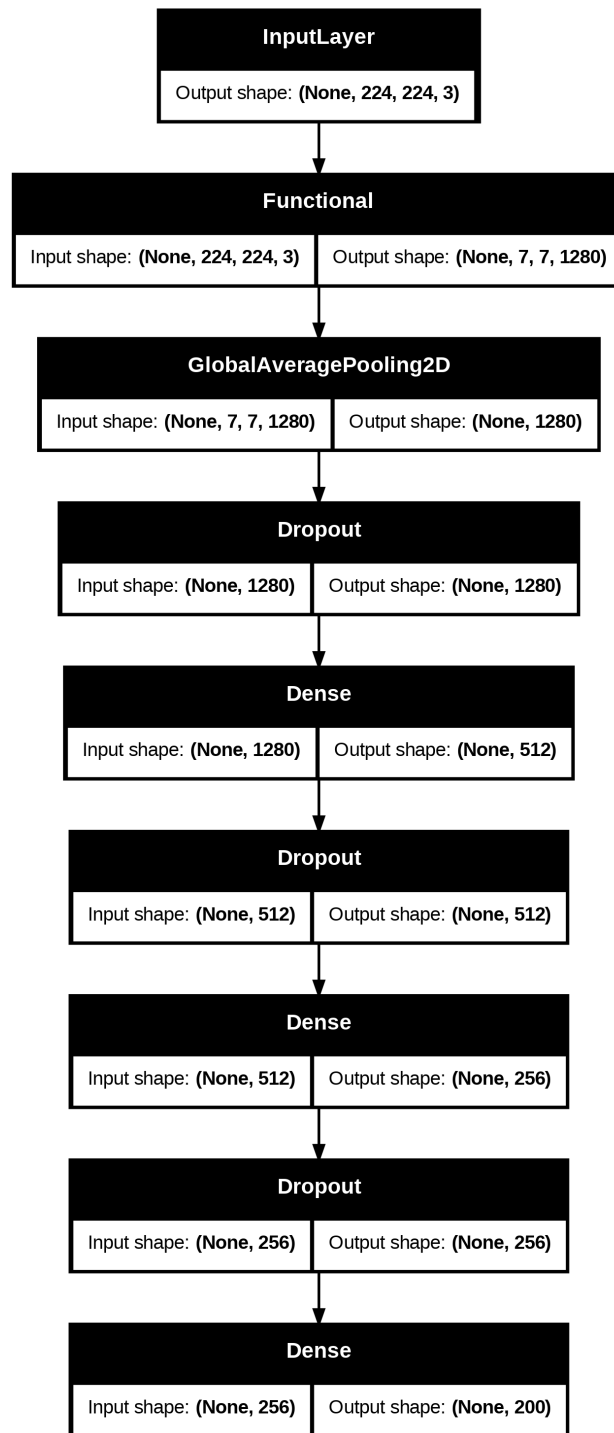 InputLayer
Output shape: (None, 224, 224, 3)
Functional
Input shape: (None, 224, 224, 3) Output shape: (None, 7, 7, 1280)
GlobalAveragePooling2D
Input shape: (None, 7, 7, 1280) Output shape: (None, 1280)
Dropout
Input shape: (None, 1280) Output shape: (None, 1280)
Dense
Input shape: (None, 1280) Output shape: (None, 512)
Dropout
Input shape: (None, 512) Output shape: (None, 512)
Dense
Input shape: (None, 512) Output shape: (None, 256)
Dropout
Input shape: (None, 256) Output shape: (None, 256)
Dense
Input shape: (None, 256) Output shape: (None, 200)